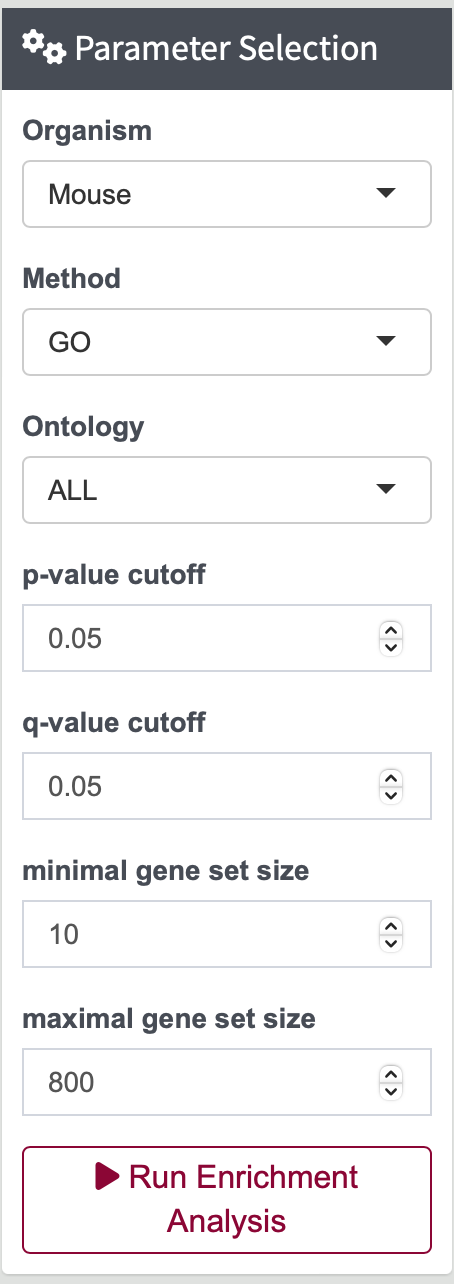 Parameter Selection
Organism
Mouse
Method
GO
Ontology
ALL
p-value cutoff
0.05
q-value cutoff
0.05
minimal gene set size
10
maximal gene set size
800
Run Enrichment
Analysis